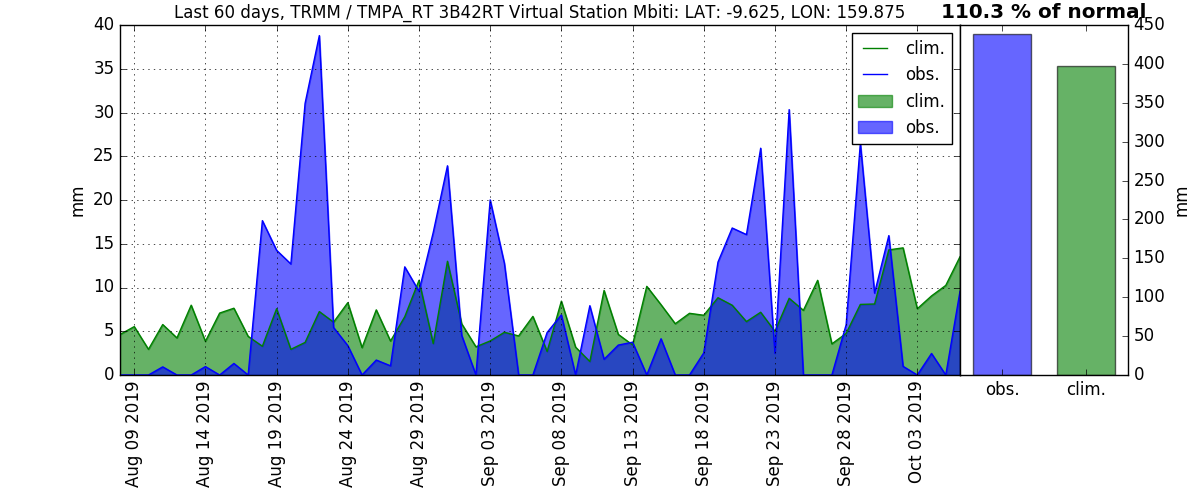 Last 60 days, TRMM / TMPA_RT 3B42RT Virtual Station Mbiti: LAT: -9.625, LON: 159.875
110.3 % of normal
40
35
30
25
20
15
10
5
0
mm
clim.
obs.
clim.
obs.
450
400
350
300
250
200
150
100
50
0
mm
Aug 09 2019
Aug 14 2019
Aug 19 2019
Aug 24 2019
Aug 29 2019
Sep 03 2019
Sep 08 2019
Sep 13 2019
Sep 18 2019
Sep 23 2019
Sep 28 2019
Oct 03 2019
obs.
clim.